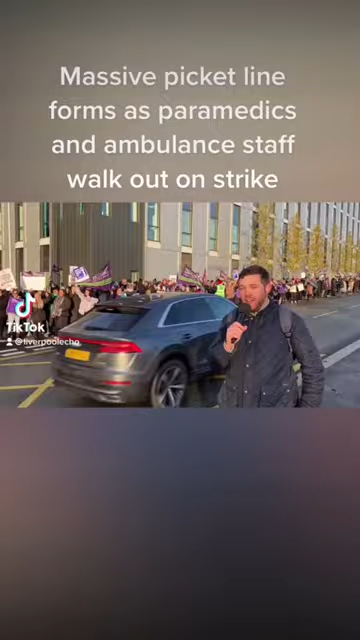 Massive picket line
forms as paramedics
and ambulance staff
walk out on strike
TikTok
@liverpoolecho